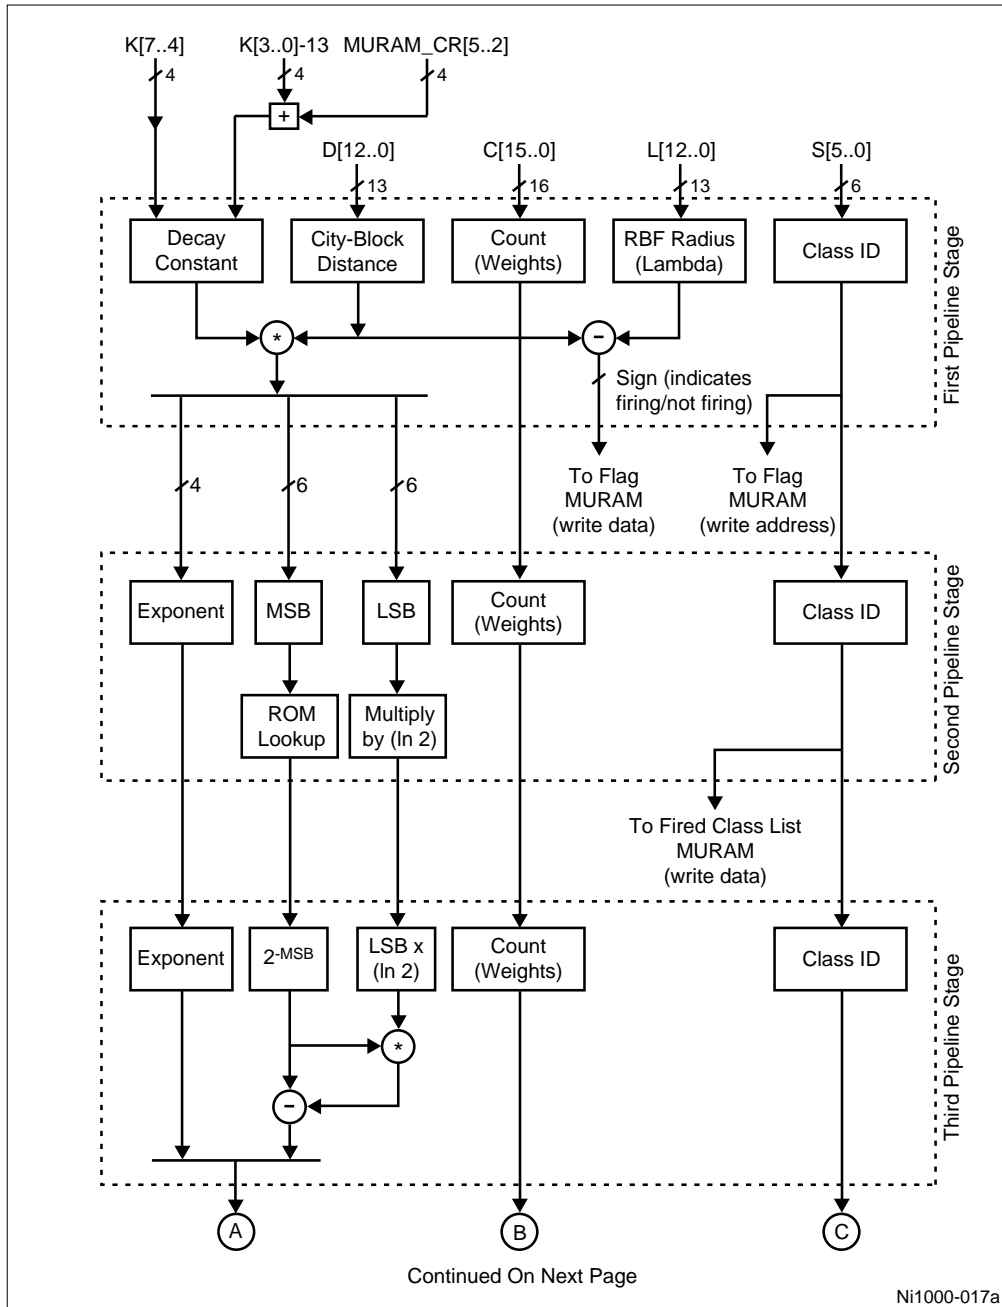 K[7..4] K[3..0]-13 MURAM_CR[5..2]
4 4 4
+
D[12..0] C[15..0] L[12..0] S[5..0]
13 16 13 6
Decay City-Block Count RBF Radius Class ID
Constant Distance (Weights) (Lambda)
* -
Sign (indicates
firing/not firing)
First Pipeline Stage
To Flag To Flag
MURAM MURAM
(write data) (write address)
4 6 6
Exponent MSB LSB Count Class ID
(Weights)
ROM Multiply
Lookup by (ln 2)
Second Pipeline Stage
To Fired Class List
MURAM
(write data)
Exponent 2-MSB LSB x Count Class ID
(ln 2) (Weights)
*
-
Third Pipeline Stage
A B C
Continued On Next Page
Ni1000-017a